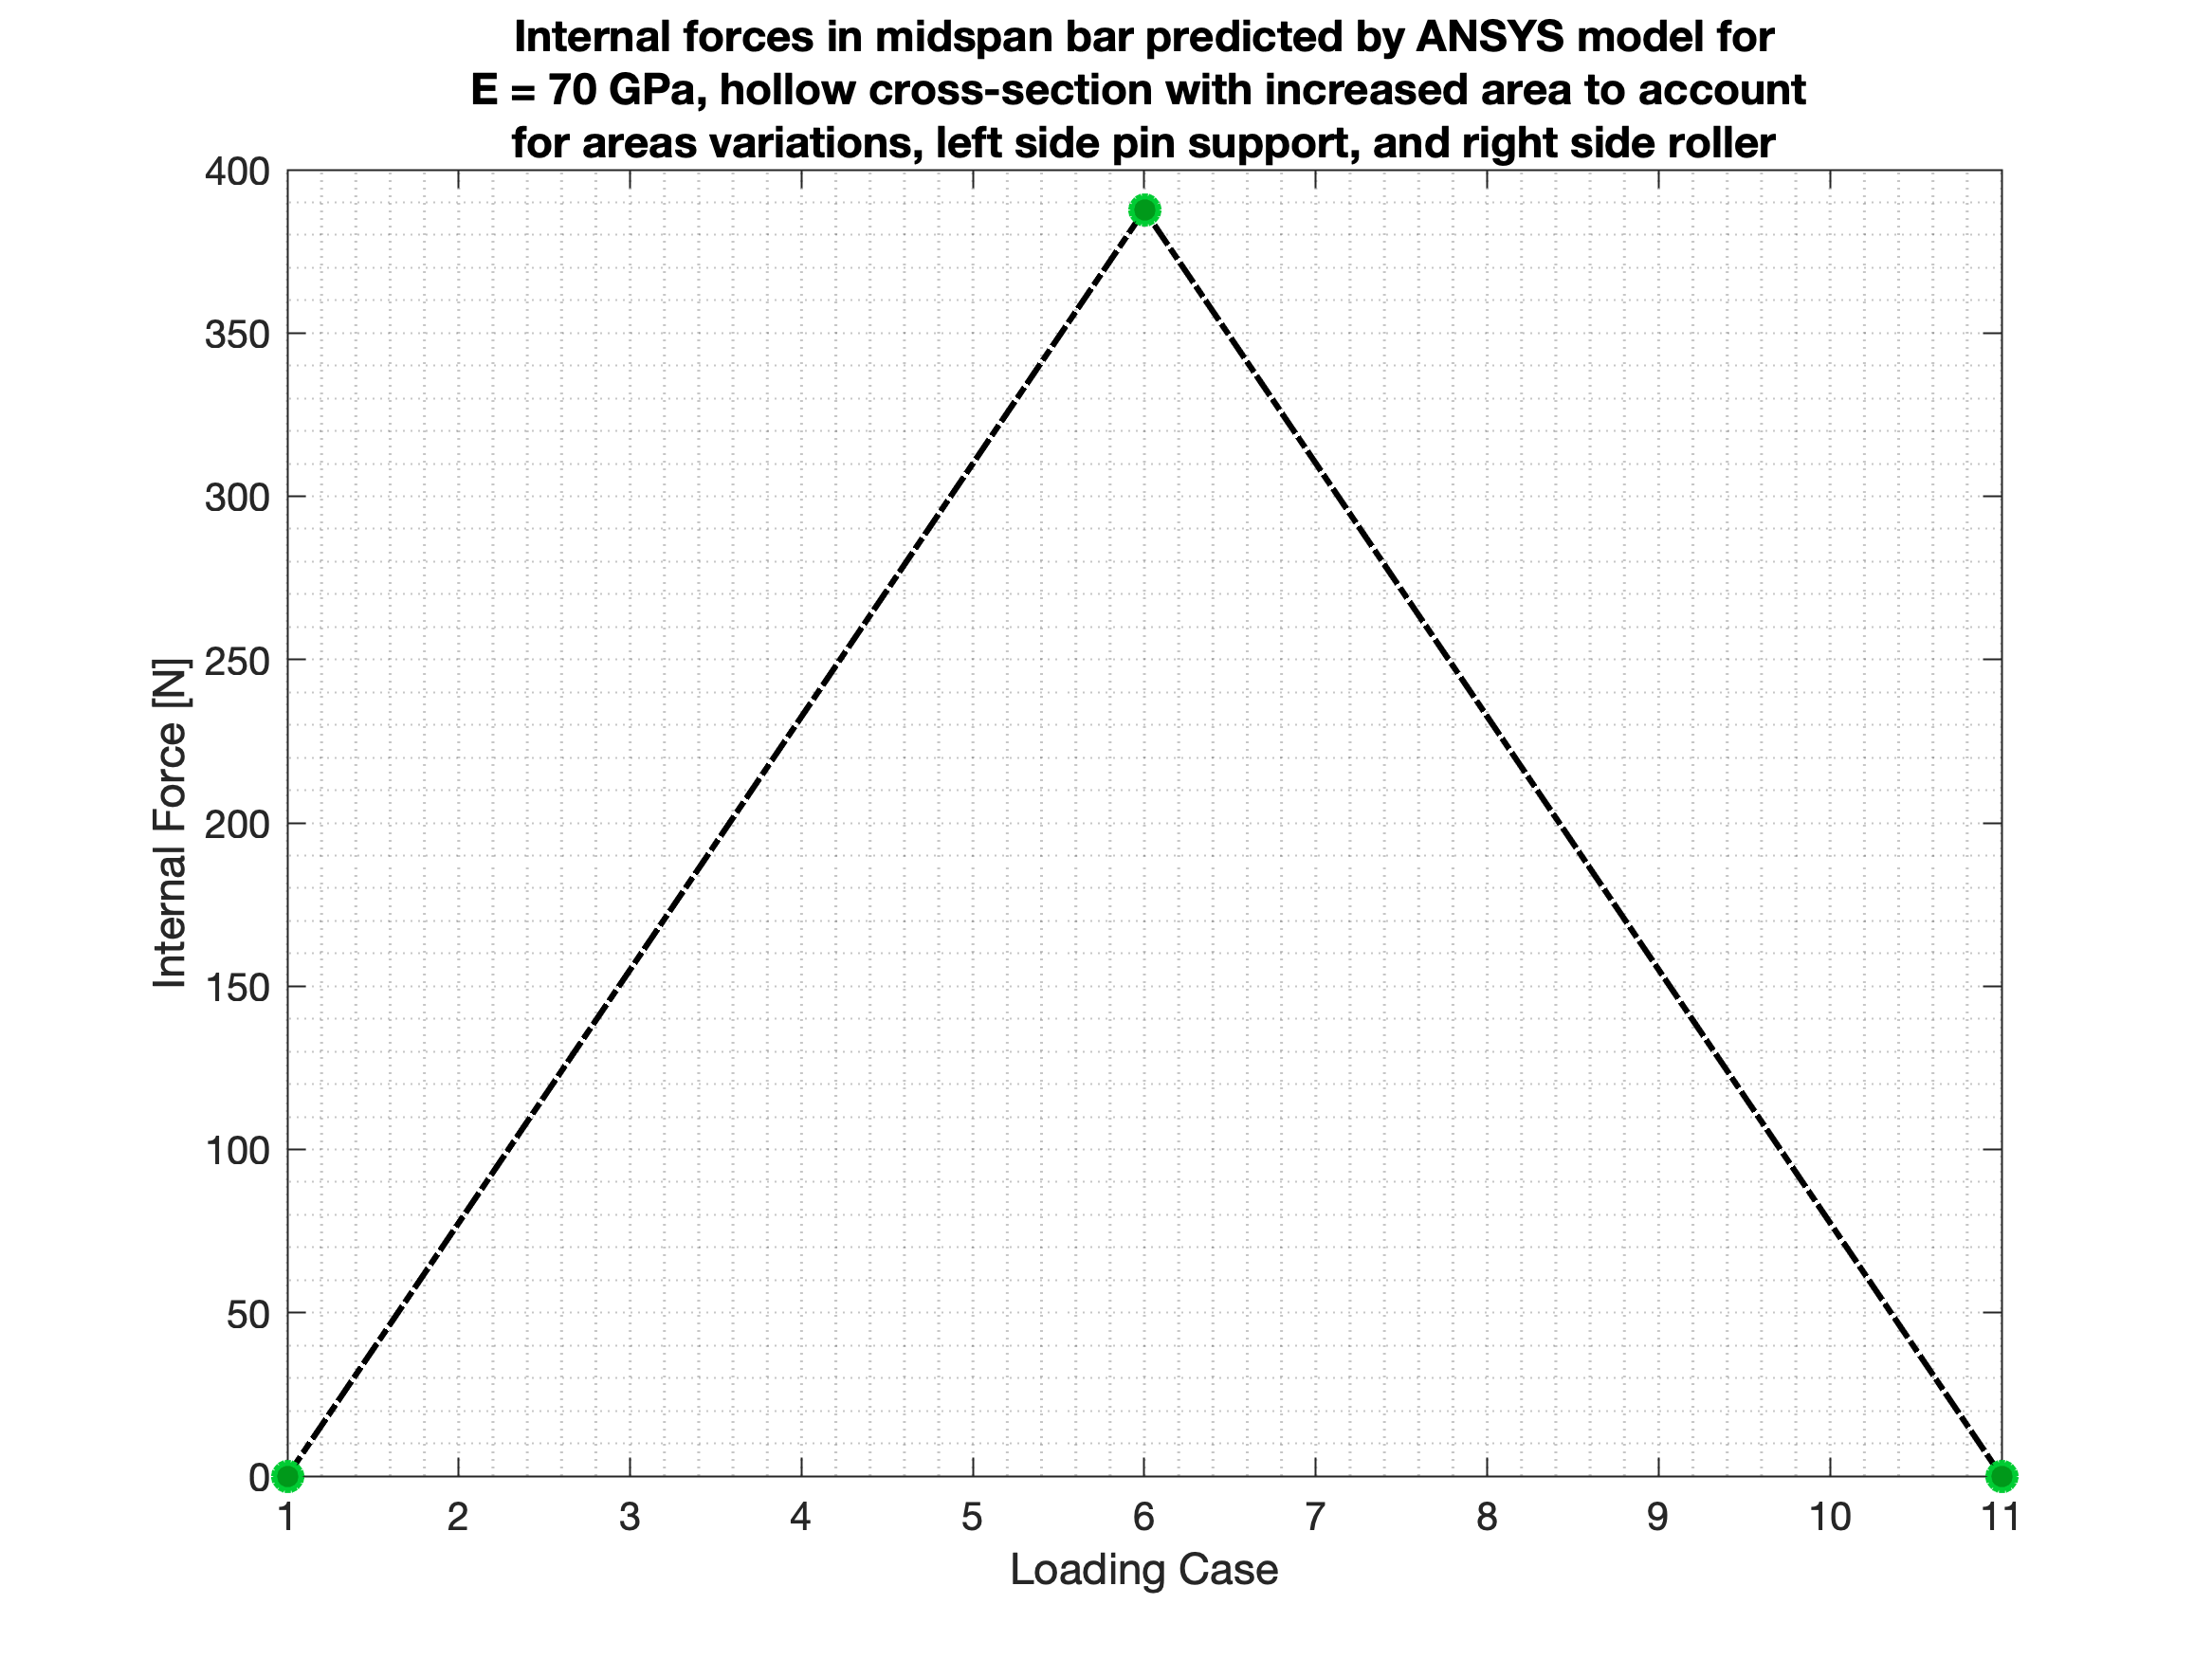 Internal forces in midspan bar predicted by ANSYS model for
E = 70 GPa, hollow cross-section with increased area to account
for areas variations, left side pin support, and right side roller
400
350
300
250
200
150
100
50
0
Internal Force [N]
1 2 3 4 5 6 7 8 9 10 11
Loading Case